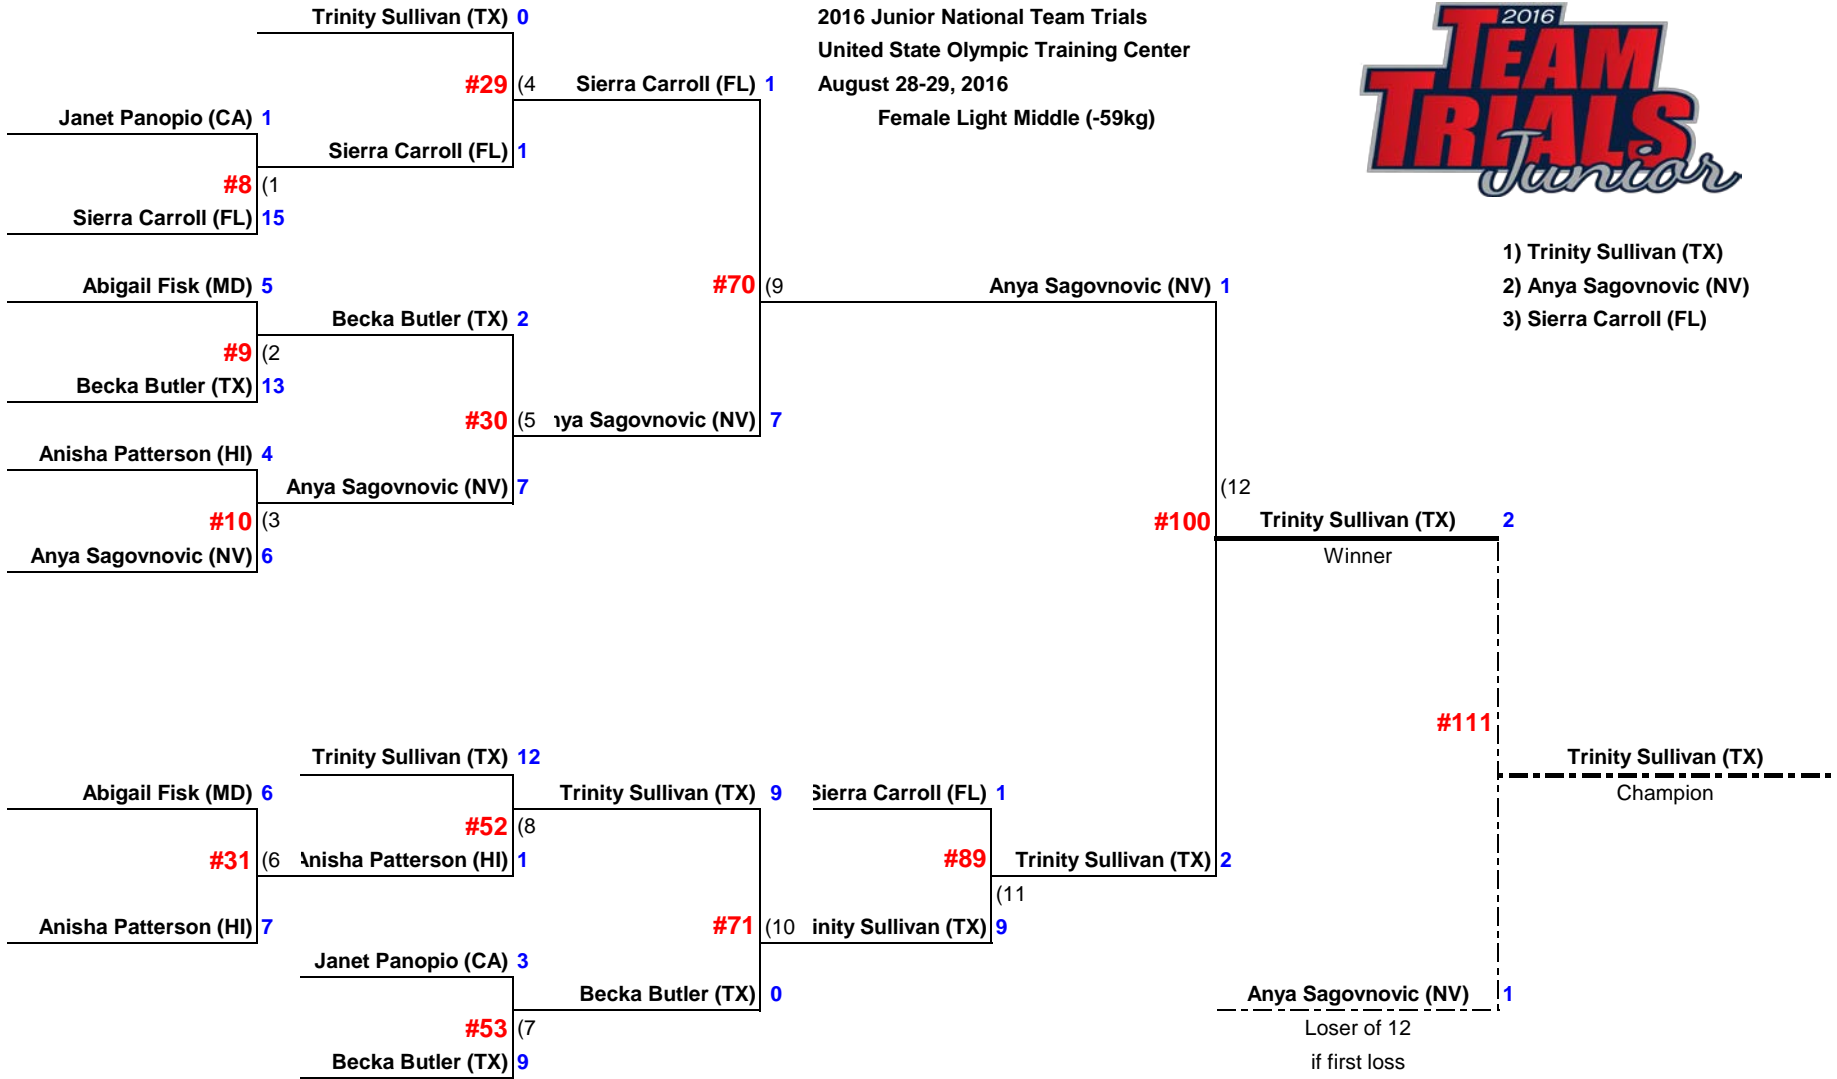 Trinity Sullivan (TX) 0
2016 Junior National Team Trials
United State Olympic Training Center
#29 (4 Sierra Carroll (FL) 1
August 28-29, 2016
Female Light Middle (-59kg)
2016
TEAM
TRIALS
Junior
Janet Panopio (CA) 1
Sierra Carroll (FL) 1
#8 (1
Sierra Carroll (FL) 15
1) Trinity Sullivan (TX)
2) Anya Sagovnovic (NV)
3) Sierra Carroll (FL)
Abigail Fisk (MD) 5
#70 (9 Anya Sagovnovic (NV) 1
Becka Butler (TX) 2
#9 (2
Becka Butler (TX) 13
#30 (5 nya Sagovnovic (NV) 7
Anisha Patterson (HI) 4
Anya Sagovnovic (NV) 7
(12
#10 (3
#100 Trinity Sullivan (TX) 2
Anya Sagovnovic (NV) 6
Winner
#111
Trinity Sullivan (TX) 12
Trinity Sullivan (TX)
Champion
Abigail Fisk (MD) 6
Trinity Sullivan (TX) 9
Sierra Carroll (FL) 1
#52 (8
#31 (6 Anisha Patterson (HI) 1
#89 Trinity Sullivan (TX) 2
(11
Anisha Patterson (HI) 7
#71 (10 inity Sullivan (TX) 9
Janet Panopio (CA) 3
Becka Butler (TX) 0
Anya Sagovnovic (NV) 1
#53 (7
Loser of 12
Becka Butler (TX) 9
if first loss